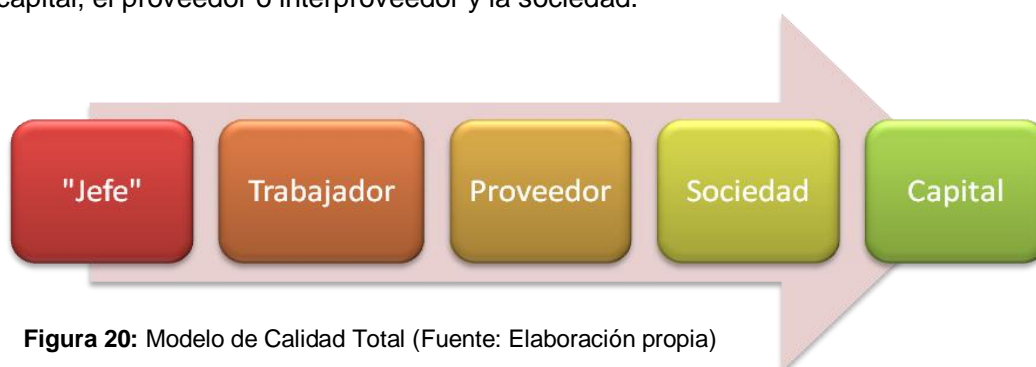 capital, el proveedor o interproveedor y la sociedad.
"Jefe"
Trabajador
Proveedor
Sociedad
Capital
Figura 20: Modelo de Calidad Total (Fuente: Elaboración propia)